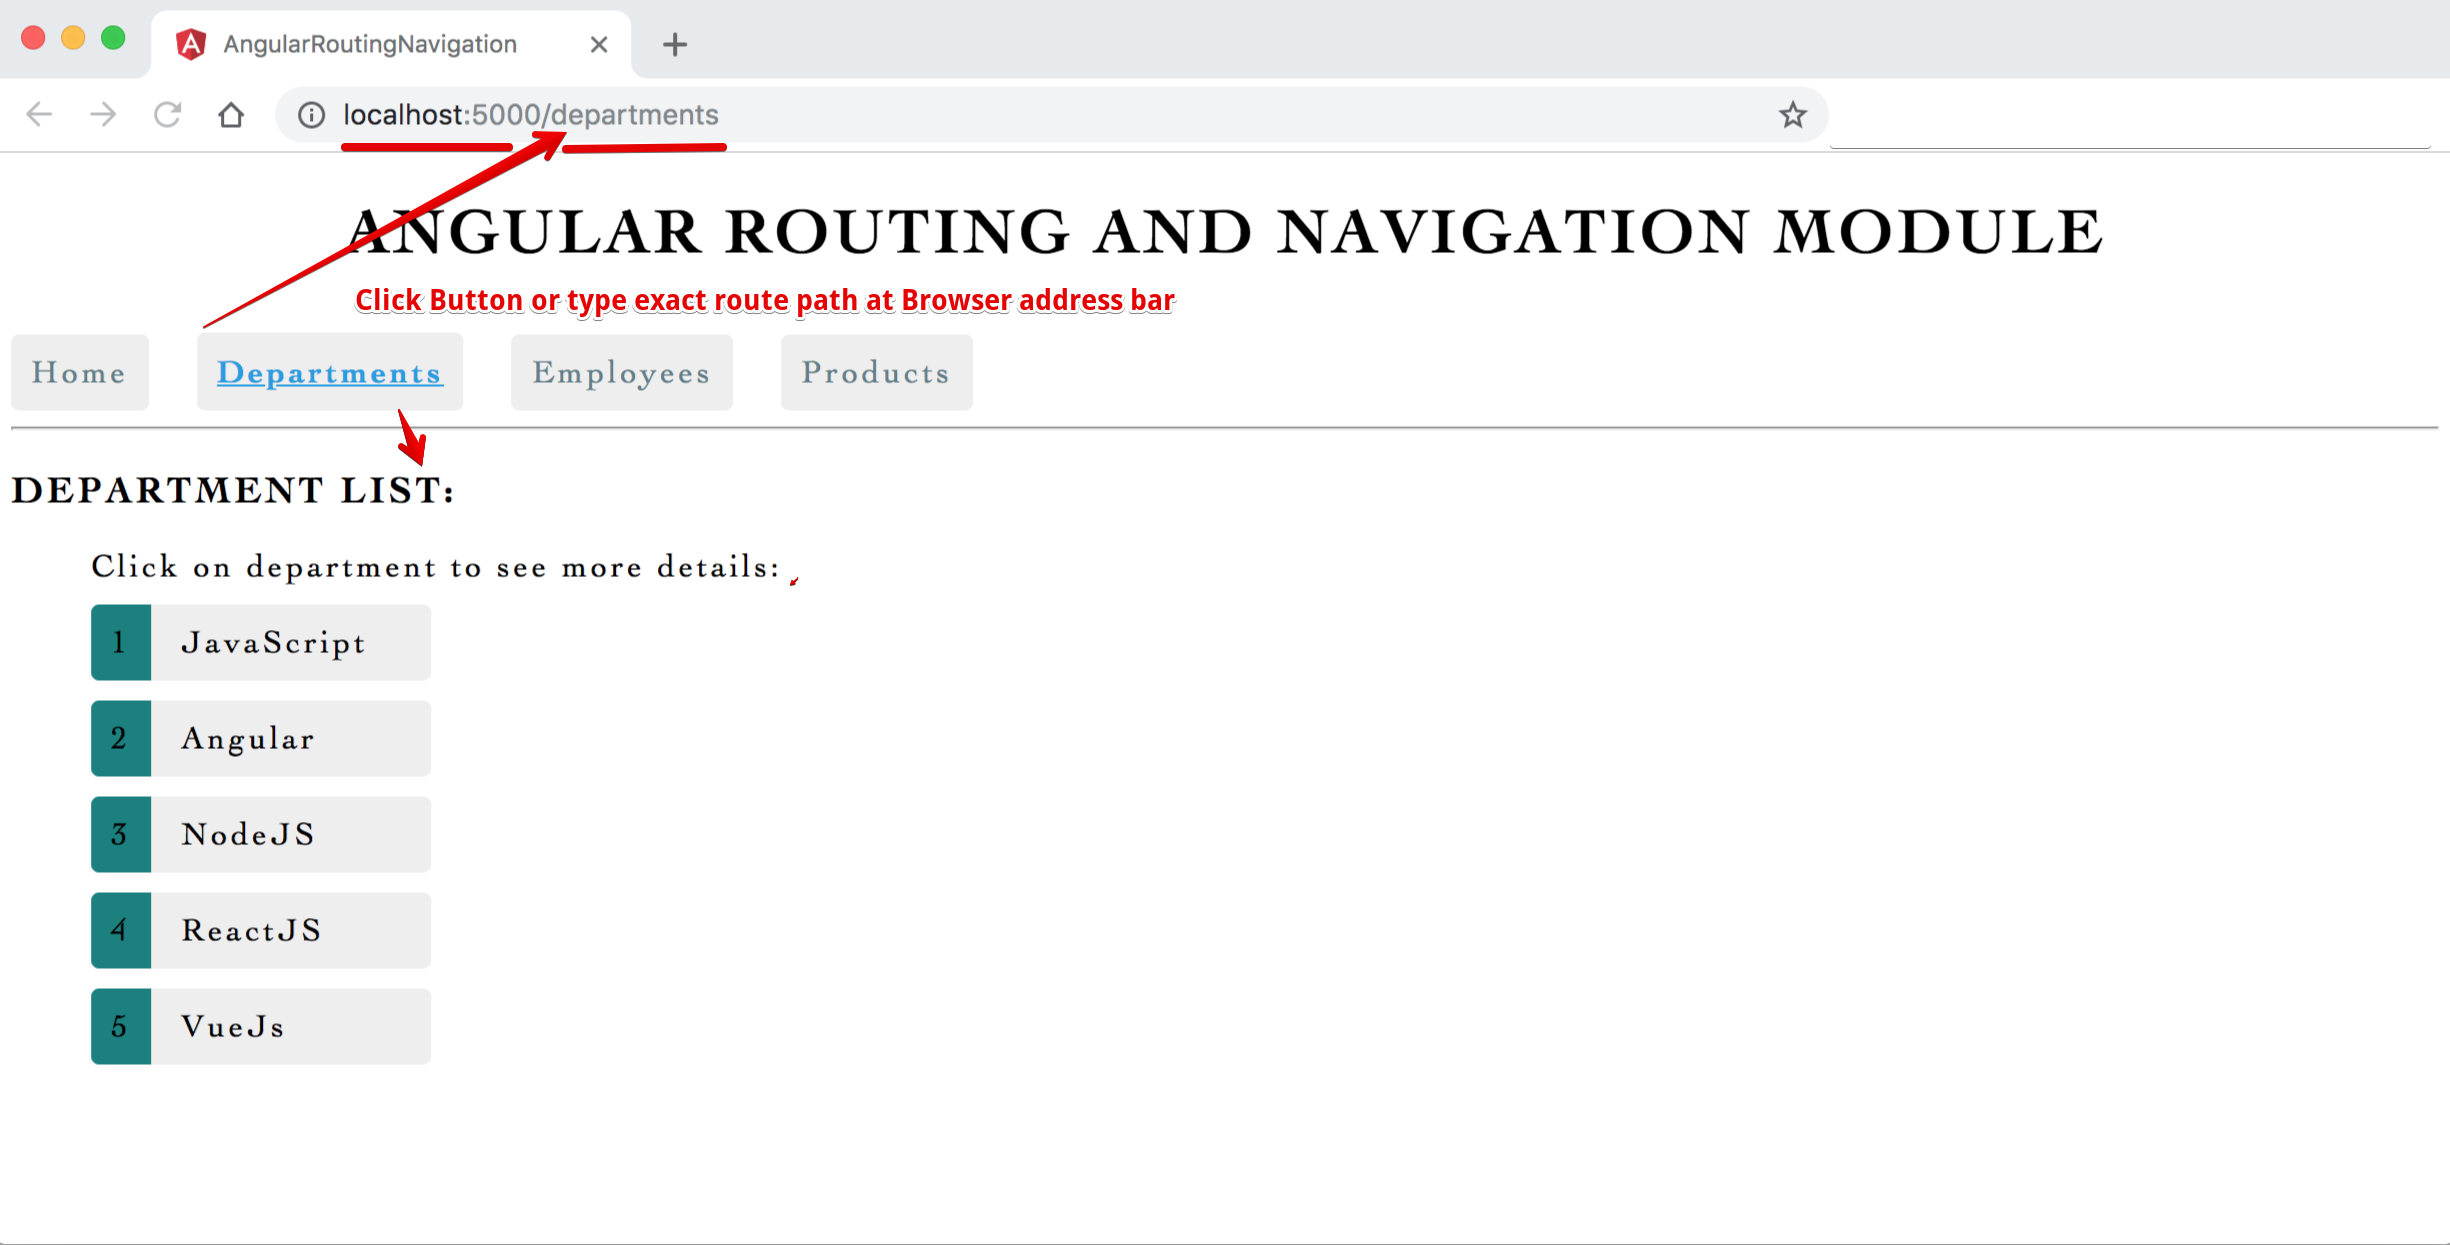 AngularRoutingNavigation
localhost:5000/departments
ANGULAR ROUTING AND NAVIGATION MODULE
Click Button or type exact route path at Browser address bar
Home Departments Employees Products
DEPARTMENT LIST:
Click on department to see more details:
1 JavaScript
2 Angular
3 NodeJS
4 ReactJS
5 VueJs